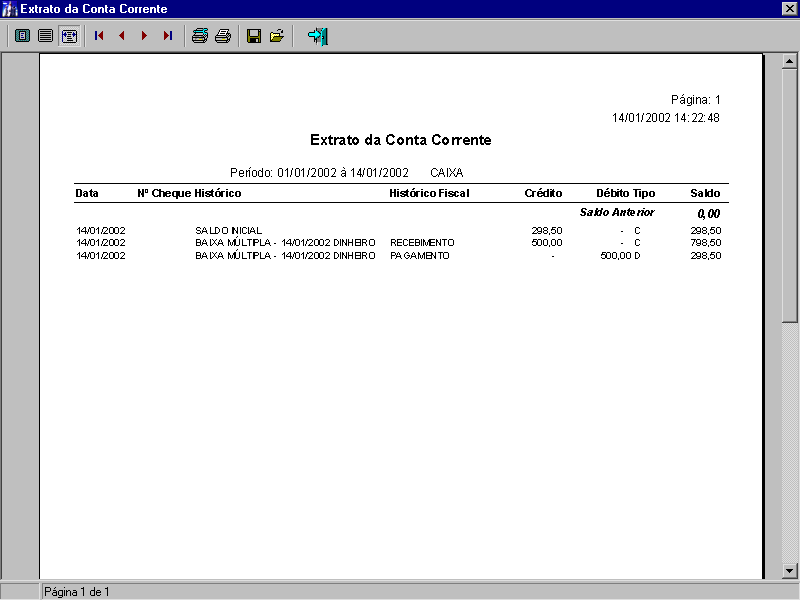 Extrato da Conta Corrente
Página: 1
14/01/2002 14:22:48
Extrato da Conta Corrente
Período: 01/01/2002 à 14/01/2002 CAIXA
Data Nº Cheque Histórico Histórico Fiscal Crédito Débito Tipo Saldo
Saldo Anterior 0,00
14/01/2002 SALDO INICIAL 298,50 - C 298,50
14/01/2002 BAIXA MÚLTIPLA - 14/01/2002 DINHEIRO RECEBIMENTO 500,00 - C 798,50
14/01/2002 BAIXA MÚLTIPLA - 14/01/2002 DINHEIRO PAGAMENTO - 500,00 D 298,50
Página 1 de 1